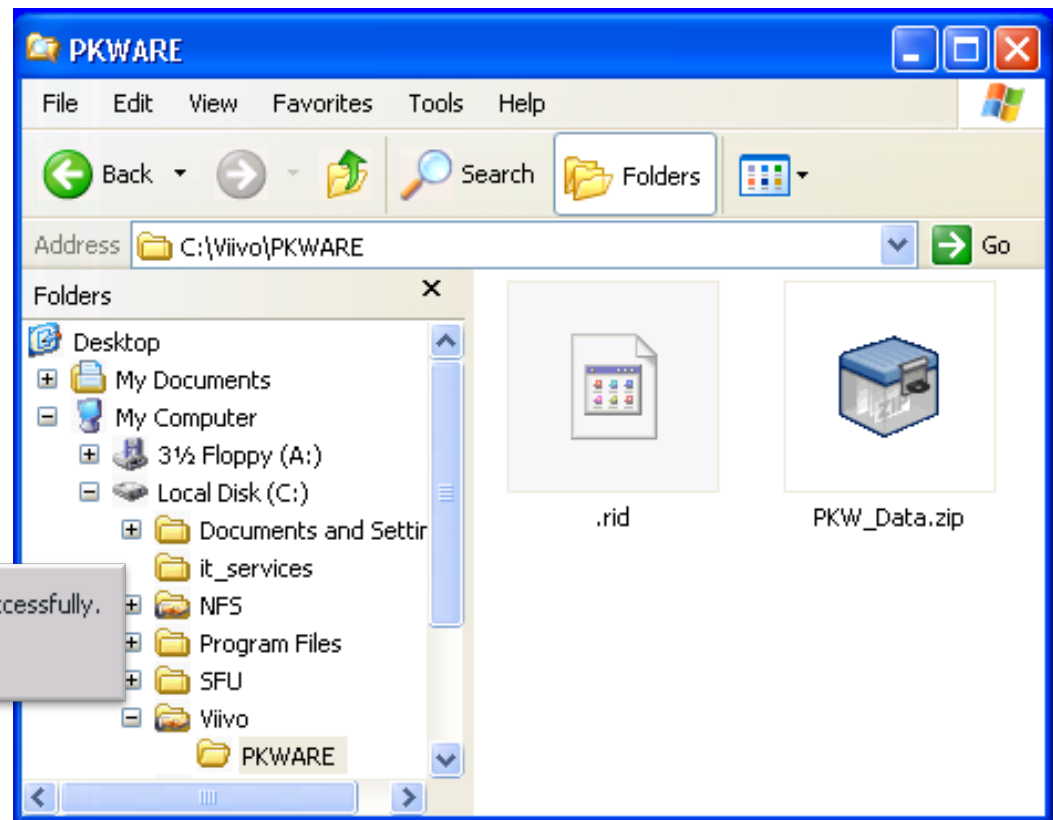 PKWARE
File Edit View Favorites Tools Help
Back Search Folders
Address C:\Viivo\PKWARE Go
Folders
Desktop
My Documents
My Computer
3½ Floppy (A:)
Local Disk (C:)
Documents and Settir
it_services
NFS
Program Files
SFU
Viivo
PKWARE
.rid PKW_Data.zip
ZIP
ccessfully.